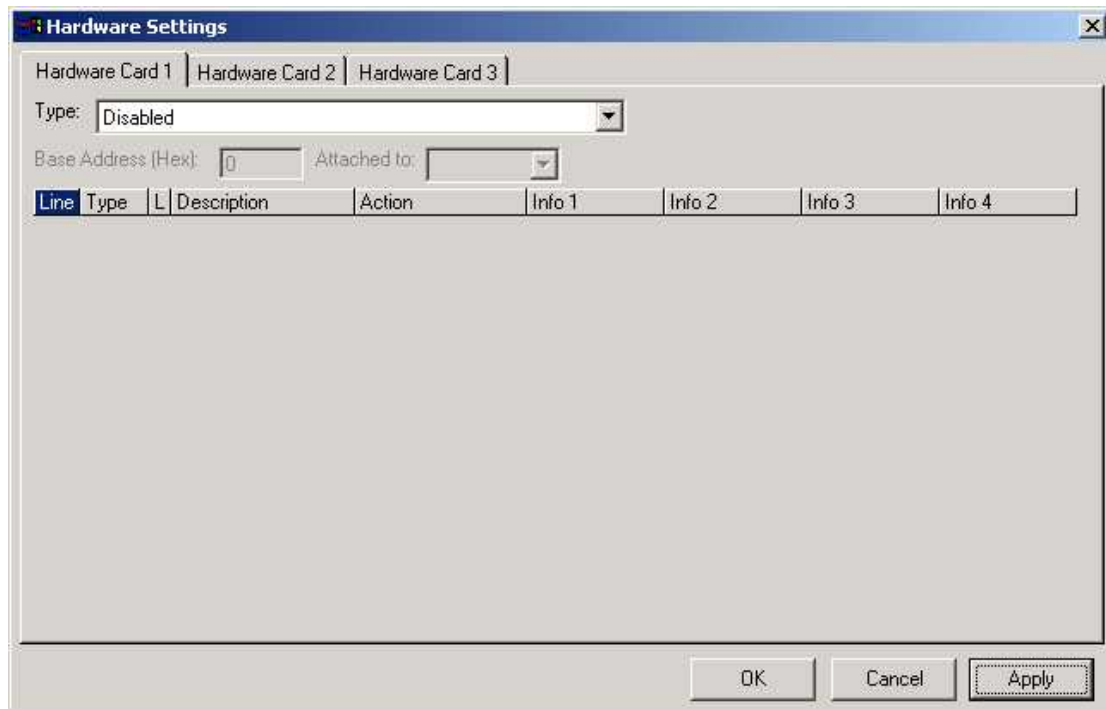 Hardware Settings
Hardware Card 1 Hardware Card 2 Hardware Card 3
Type: Disabled
Base Address (Hex): 0 Attached to:
Line Type L Description Action Info 1 Info 2 Info 3 Info 4
OK Cancel Apply